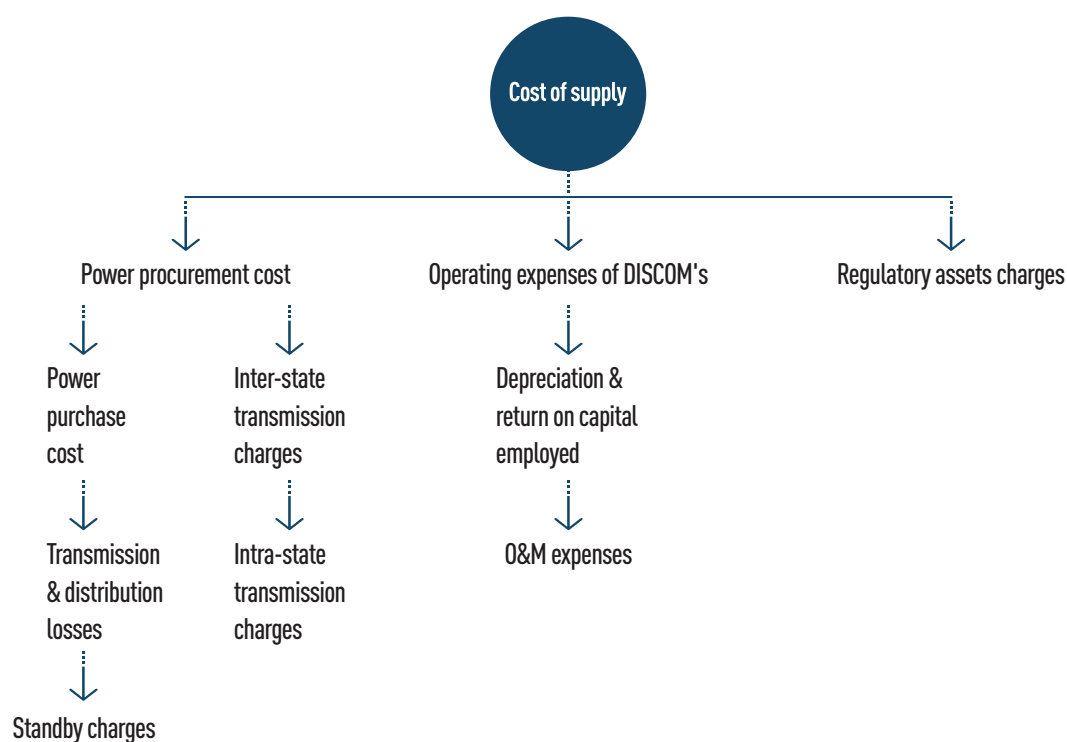 Cost of supply
Power procurement cost
Operating expenses of DISCOM's
Regulatory assets charges
Power
purchase
cost
Inter-state
transmission
charges
Depreciation &
return on capital
employed
Transmission
& distribution
losses
Intra-state
transmission
charges
O&M expenses
Standby charges